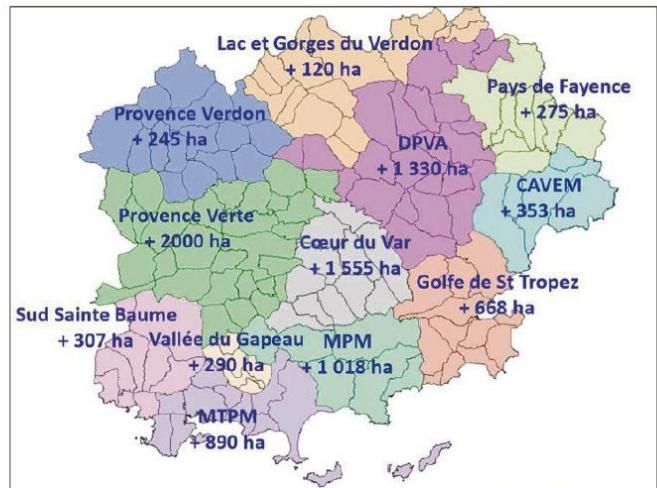 Lac et Gorges du Verdon
+ 120 ha
Pays de Fayence
+ 275 ha
Provence Verdon
+ 245 ha
DPVA
+ 1 330 ha
CAVEM
+ 353 ha
Provence Verte
+ 2000 ha
Cœur du Var
+ 1 555 ha
Golfe de St Tropez
+ 668 ha
Sud Sainte Baume
+ 307 ha
Vallée du Gapeau
+ 290 ha
MPM
+ 1 018 ha
MTPM
+ 890 ha